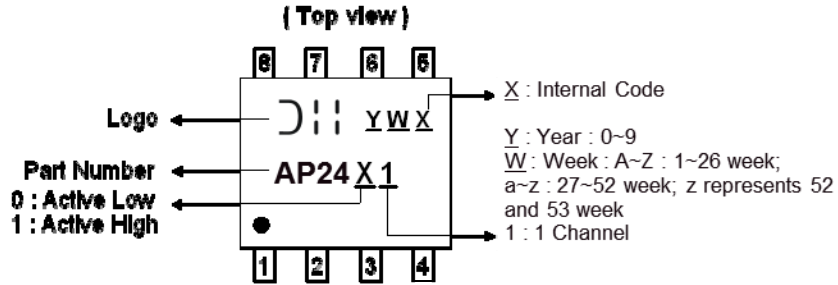 ( Top view )
8 7 6 5
Logo
Y W X
X : Internal Code
Part Number
AP24 X 1
0 : Active Low
1 : Active High
Y : Year : 0~9
W : Week : A~Z : 1~26 week;
a~z : 27~52 week; z represents 52
and 53 week
1 : 1 Channel
1 2 3 4